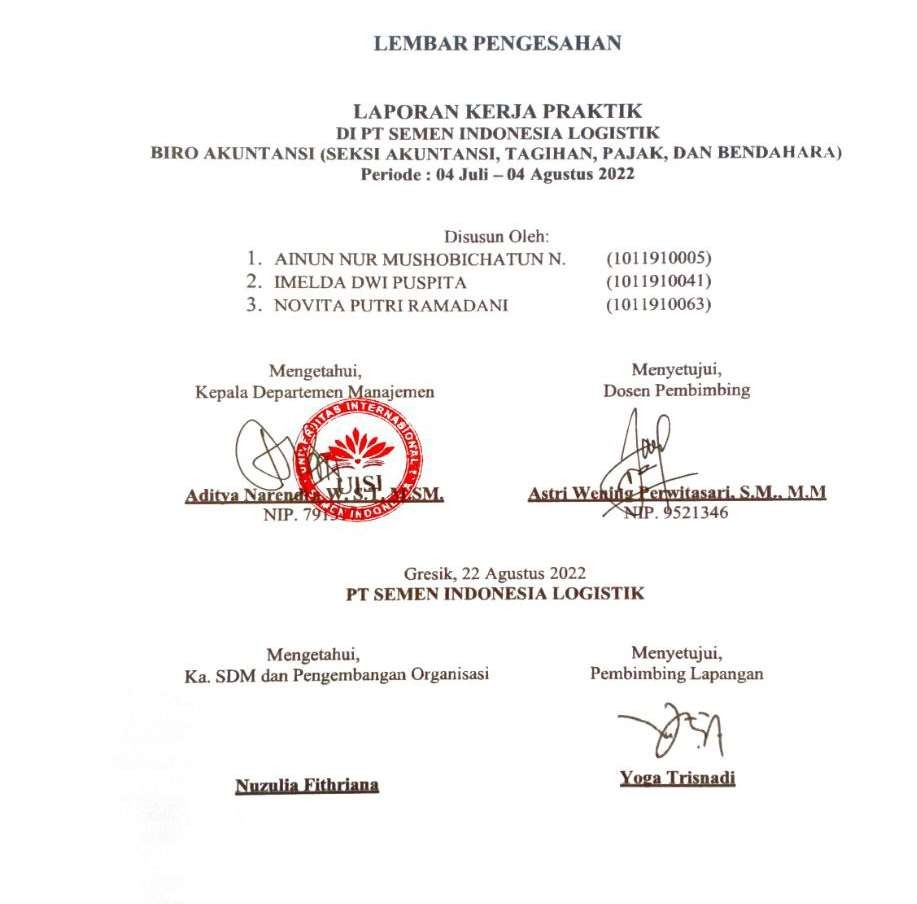 LEMBAR PENGESAHAN
LAPORAN KERJA PRAKTIK
DI PT SEMEN INDONESIA LOGISTIK
BIRO AKUNTANSI (SEKSI AKUNTANSI, TAGIHAN, PAJAK, DAN BENDAHARA)
Periode : 04 Juli – 04 Agustus 2022
Disusun Oleh:
1. AINUN NUR MUSHOBICHATUN N. (1011910005)
2. IMELDA DWI PUSPITA (1011910041)
3. NOVITA PUTRI RAMADANI (1011910063)
Mengetahui,
Kepala Departemen Manajemen
UNIVERSITAS INTERNASIONAL
UISI
SEMEN INDONESIA
Aditya Narendra W. S.T., M.SM.
NIP.
Menyetujui,
Dosen Pembimbing
Astri Wening Perwitasari, S.M., M.M
NIP. 9521346
Gresik, 22 Agustus 2022
PT SEMEN INDONESIA LOGISTIK
Mengetahui,
Ka. SDM dan Pengembangan Organisasi
Nuzulia Fithriana
Menyetujui,
Pembimbing Lapangan
Yoga Trisnadi